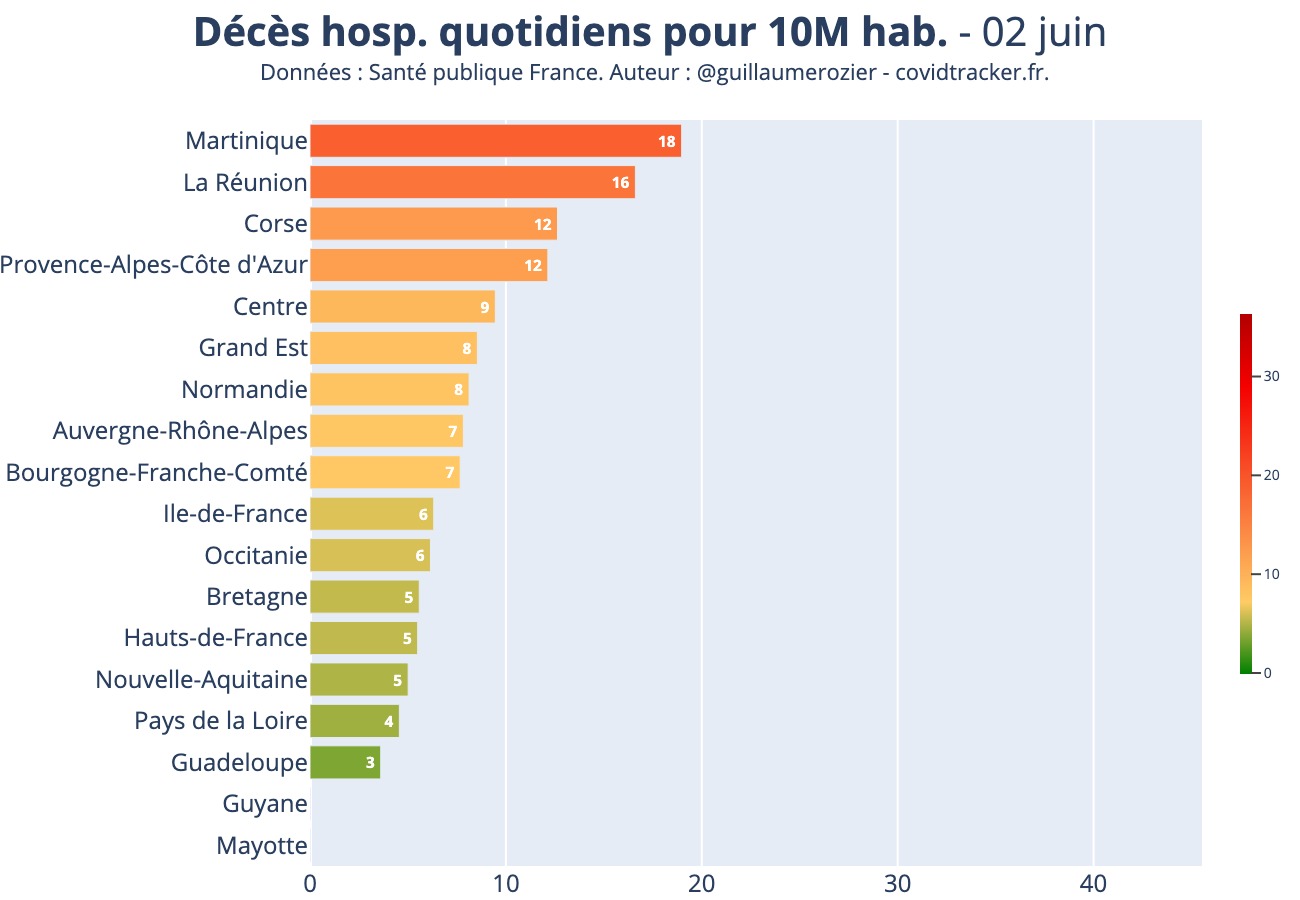 Décès hosp. quotidiens pour 10M hab. - 02 juin
Données : Santé publique France. Auteur : @guillaumerozier - covidtracker.fr.
Martinique 18
La Réunion 16
Corse 12
Provence-Alpes-Côte d'Azur 12
Centre 9
Grand Est 8
Normandie 8
Auvergne-Rhône-Alpes 7
Bourgogne-Franche-Comté 7
Ile-de-France 6
Occitanie 6
Bretagne 5
Hauts-de-France 5
Nouvelle-Aquitaine 5
Pays de la Loire 4
Guadeloupe 3
Guyane
Mayotte
0 10 20 30 40
30
20
10
0